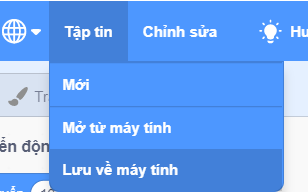 Tập tin Chỉnh sửa
Mới
Mở từ máy tính
Lưu về máy tính